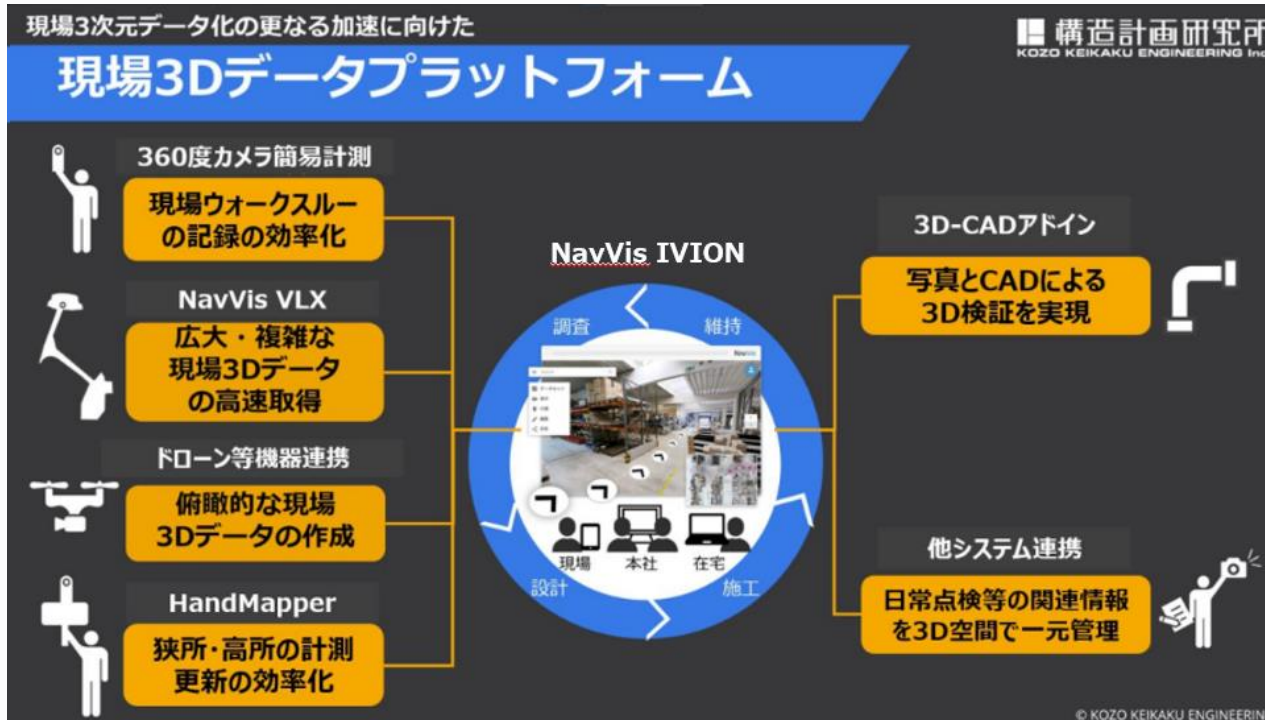 現場3次元データ化の更なる加速に向けた
現場3Dデータプラットフォーム
構造計画研究所
KOZO KEIKAKU ENGINEERING Inc
360度カメラ簡易計測
現場ウォークスルー
の記録の効率化
NavVis VLX
広大・複雑な
現場3Dデータ
の高速取得
ドローン等機器連携
俯瞰的な現場
3Dデータの作成
HandMapper
狭所・高所の計測
更新の効率化
NavVis IVION
調査
維持
NavVis
現場
本社
在宅
設計
施工
3D-CADアドイン
写真とCADによる
3D検証を実現
他システム連携
日常点検等の関連情報
を3D空間で一元管理
© KOZO KEIKAKU ENGINEERIN